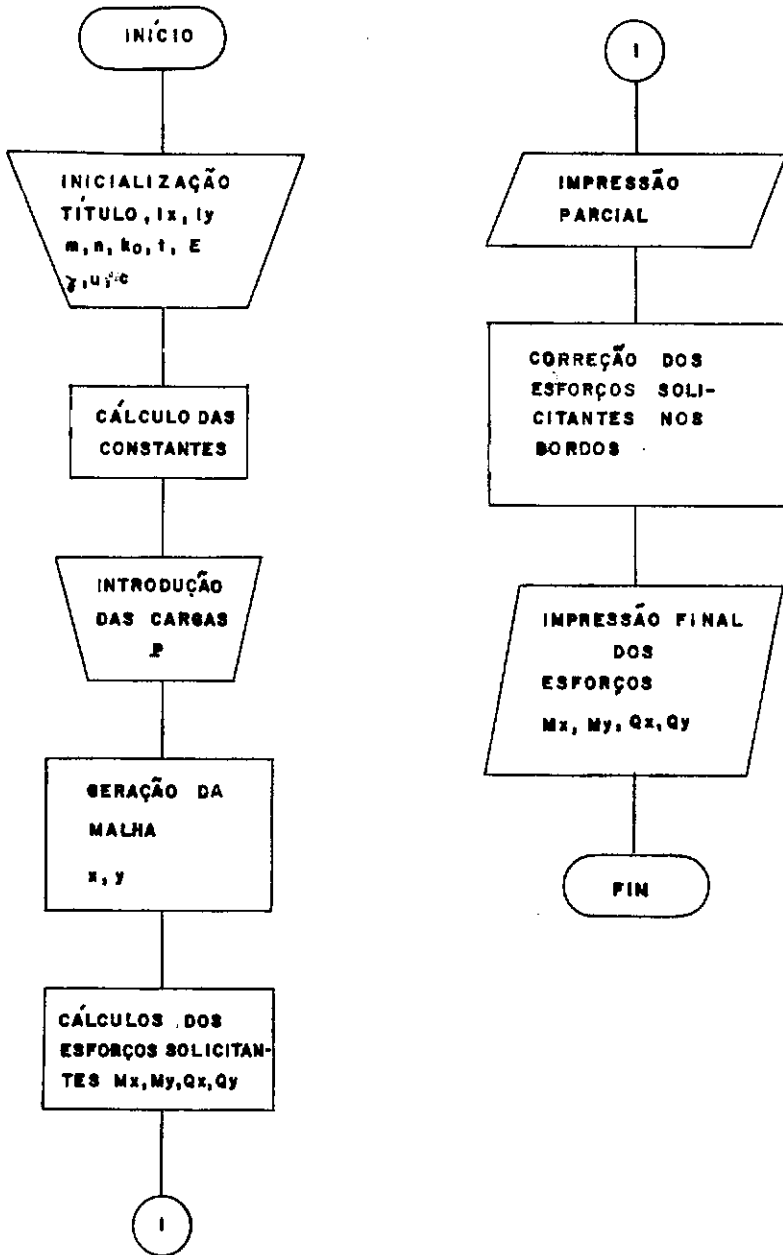 INÍCIO
INICIALIZAÇÃO
TÍTULO, lx, ly
m, n, k₀, t, E
γ, u, c
CÁLCULO DAS
CONSTANTES
INTRODUÇÃO
DAS CARGAS
P
GERAÇÃO DA
MALHA
x, y
CÁLCULOS DOS
ESFORÇOS SOLICITAN-
TES Mx, My, Qx, Qy
I
I
IMPRESSÃO
PARCIAL
CORREÇÃO DOS
ESFORÇOS SOLI-
CITANTES NOS
BORDOS
IMPRESSÃO FINAL
DOS
ESFORÇOS
Mx, My, Qx, Qy
FIM